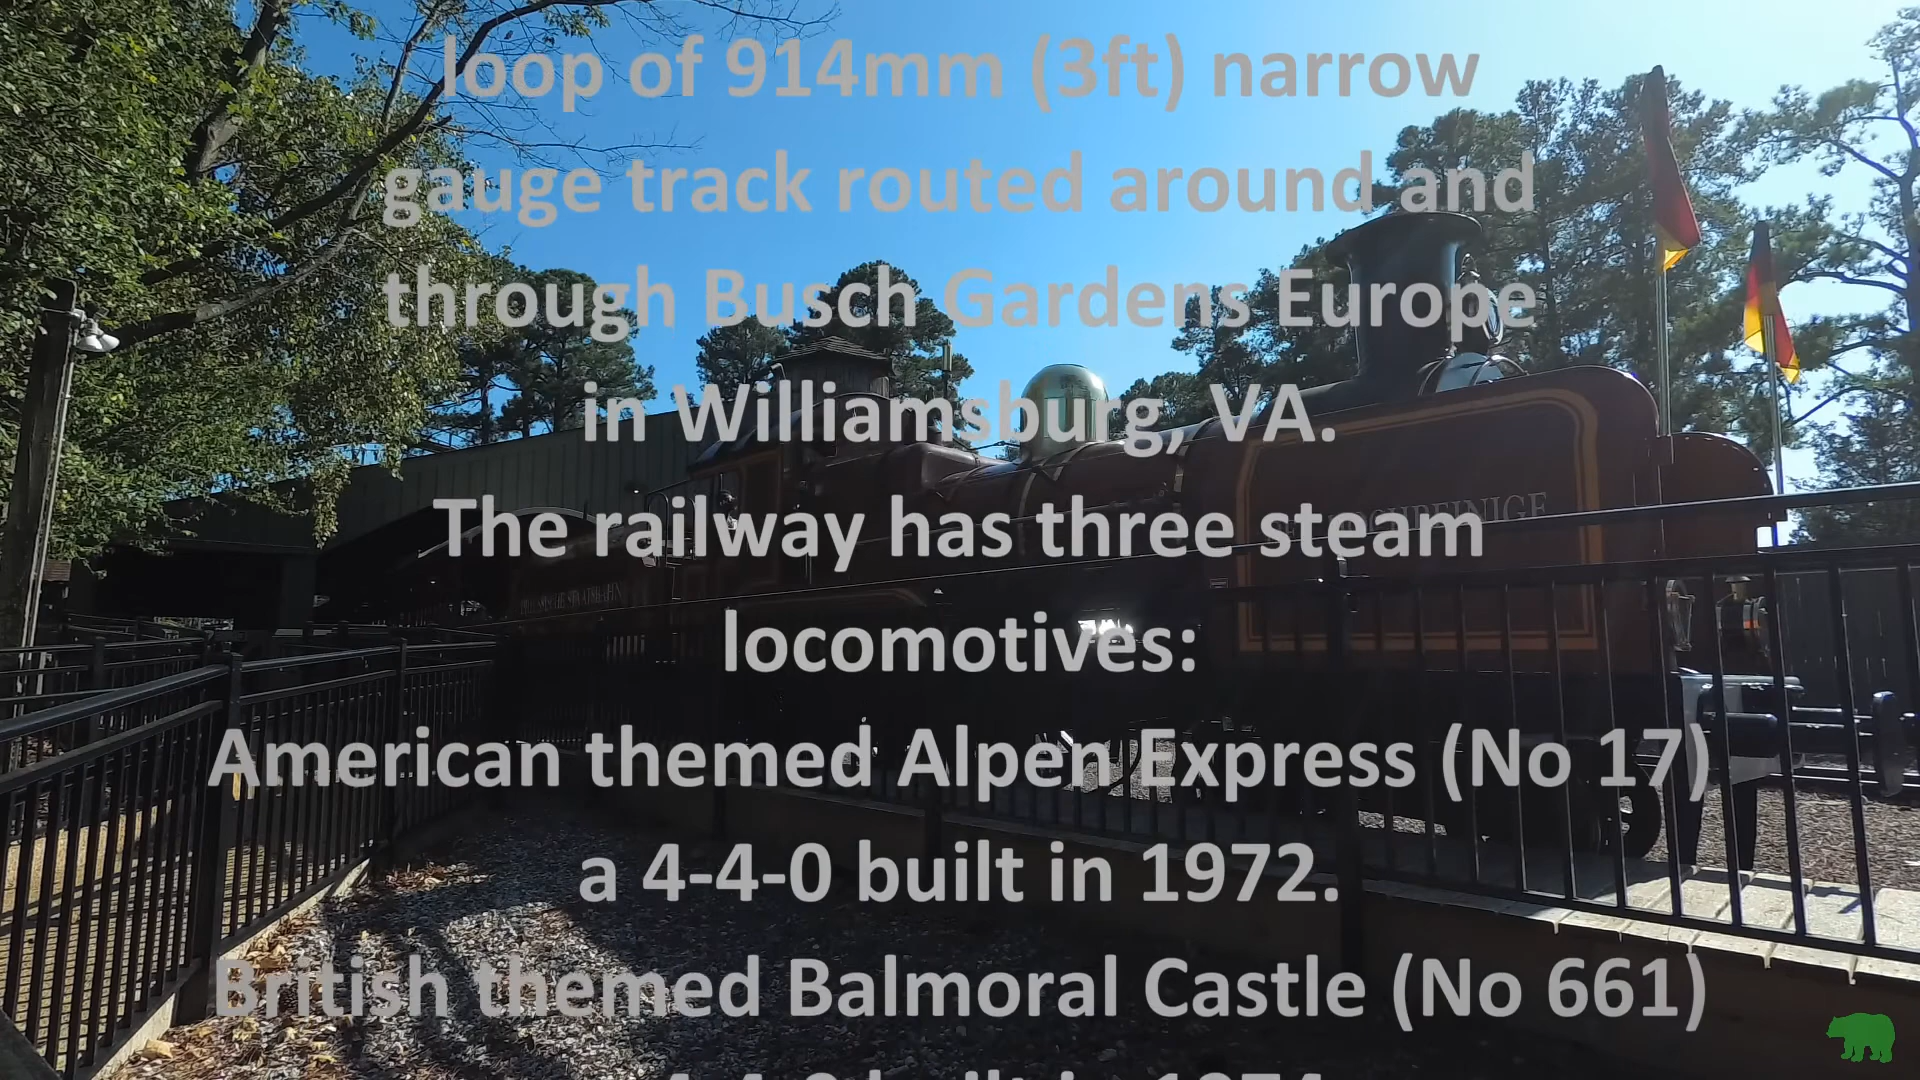 loop of 914mm (3ft) narrow
gauge track routed around and
through Busch Gardens Europe
in Williamsburg, VA.
The railway has three steam
locomotives:
American themed Alpen Express (No 17)
a 4-4-0 built in 1972.
British themed Balmoral Castle (No 661)